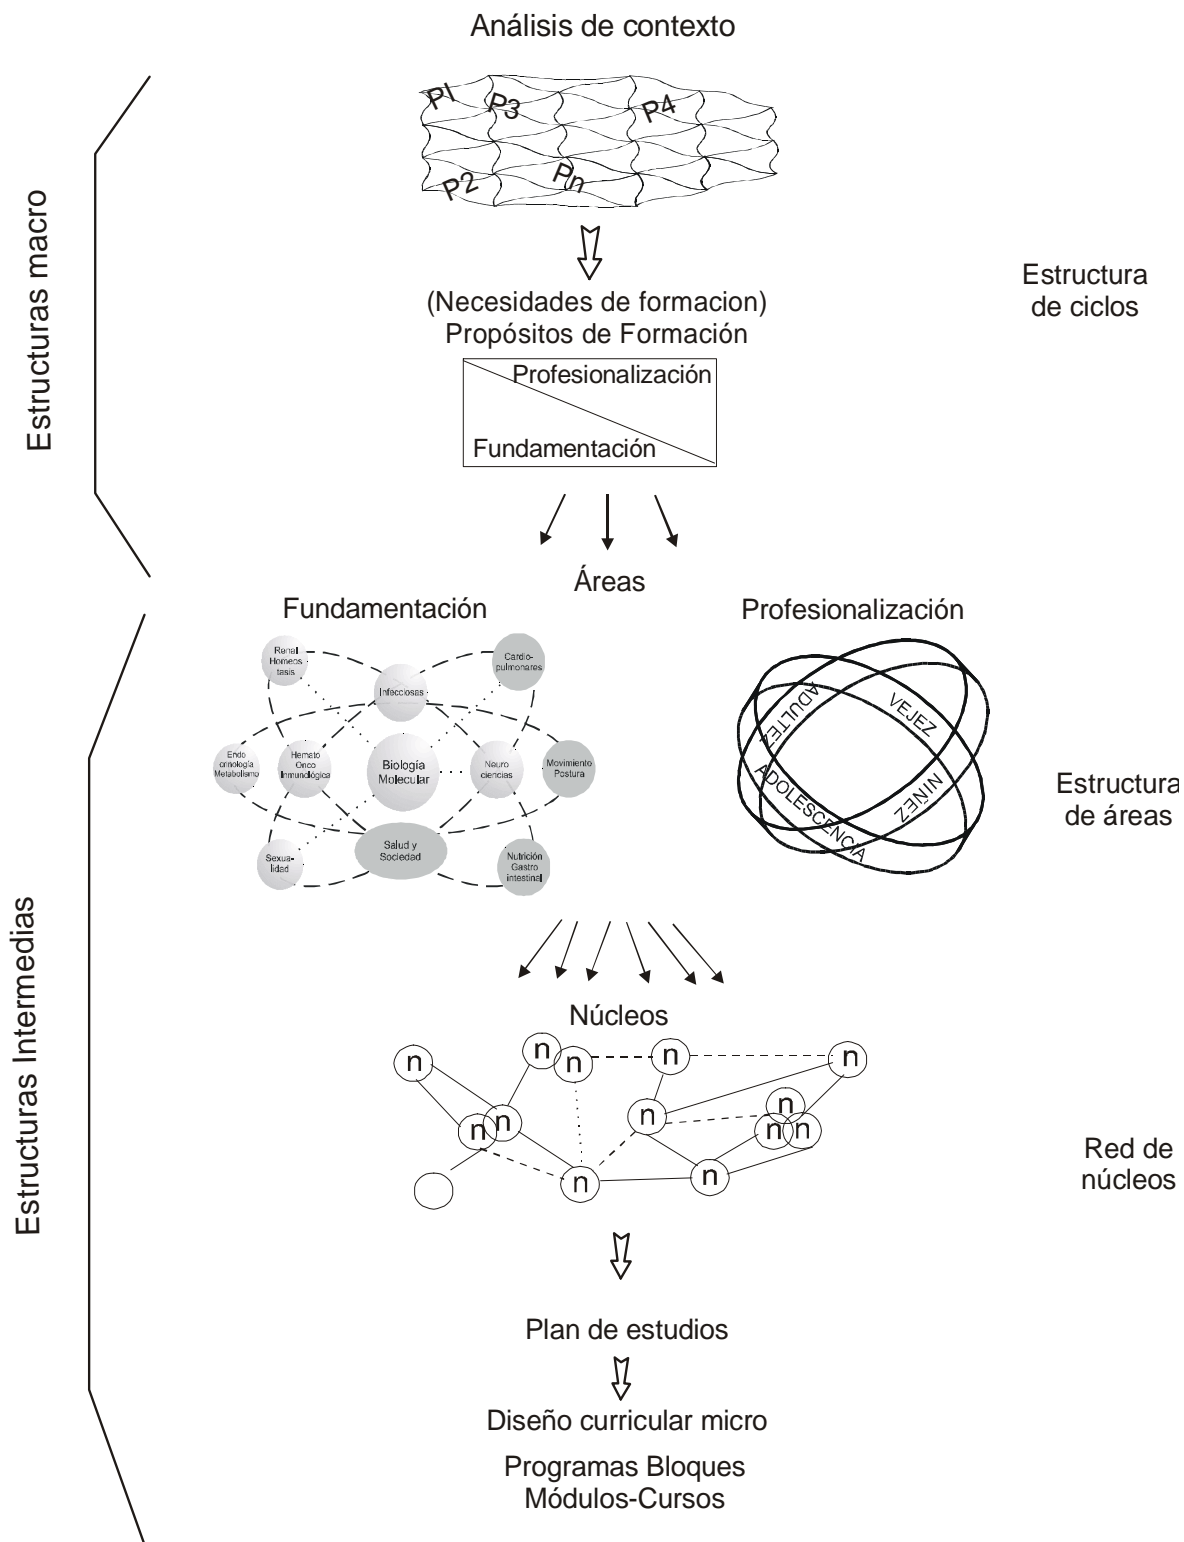 Análisis de contexto
P1
P3
P4
P2
Pn
Estructuras macro
(Necesidades de formacion)
Propósitos de Formación
Estructura
de ciclos
Profesionalización
Fundamentación
Áreas
Fundamentación
Profesionalización
Renal
Homeos
tasis
Cardio-
pulmonares
Infecciosas
Endo
crinología
Metabolismo
Hemato
Onco
Inmunológica
Biología
Molecular
Neuro
ciencias
Movimiento
Postura
Sexua-
lidad
Salud y
Sociedad
Nutrición
Gastro
intestinal
ADULTEZ
VEJEZ
ADOLESCENCIA
NIÑEZ
Estructura
de áreas
Estructuras Intermedias
Núcleos
n
n
n
n
n
n
n
n
n
n
n
n
n
Red de
núcleos
Plan de estudios
Diseño curricular micro
Programas Bloques
Módulos-Cursos